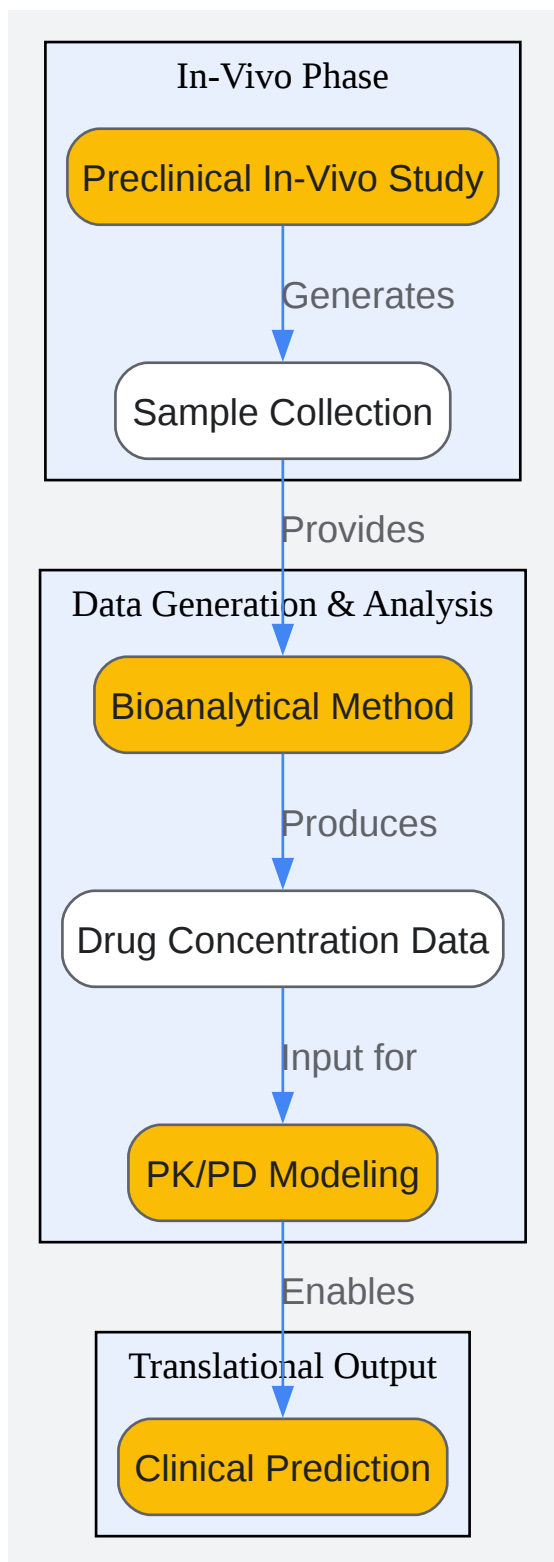 In-Vivo Phase
Preclinical In-Vivo Study
Generates
Sample Collection
Provides
Data Generation & Analysis
Bioanalytical Method
Produces
Drug Concentration Data
Input for
PK/PD Modeling
Enables
Translational Output
Clinical Prediction